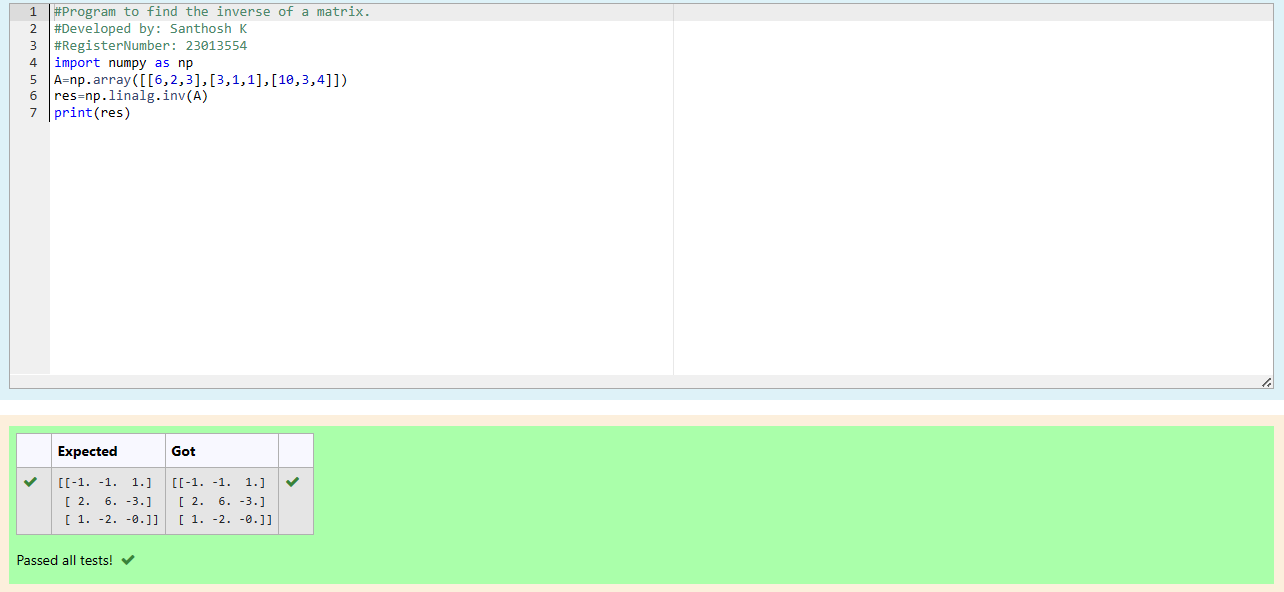 1 #Program to find the inverse of a matrix.
2 #Developed by: Santhosh K
3 #RegisterNumber: 23013554
4 import numpy as np
5 A=np.array([[6,2,3],[3,1,1],[10,3,4]])
6 res=np.linalg.inv(A)
7 print(res)
Expected Got
[[-1. -1.  1.] [[-1. -1.  1.]
[ 2.  6. -3.] [ 2.  6. -3.]
[ 1. -2. -0.]] [ 1. -2. -0.]]
Passed all tests!